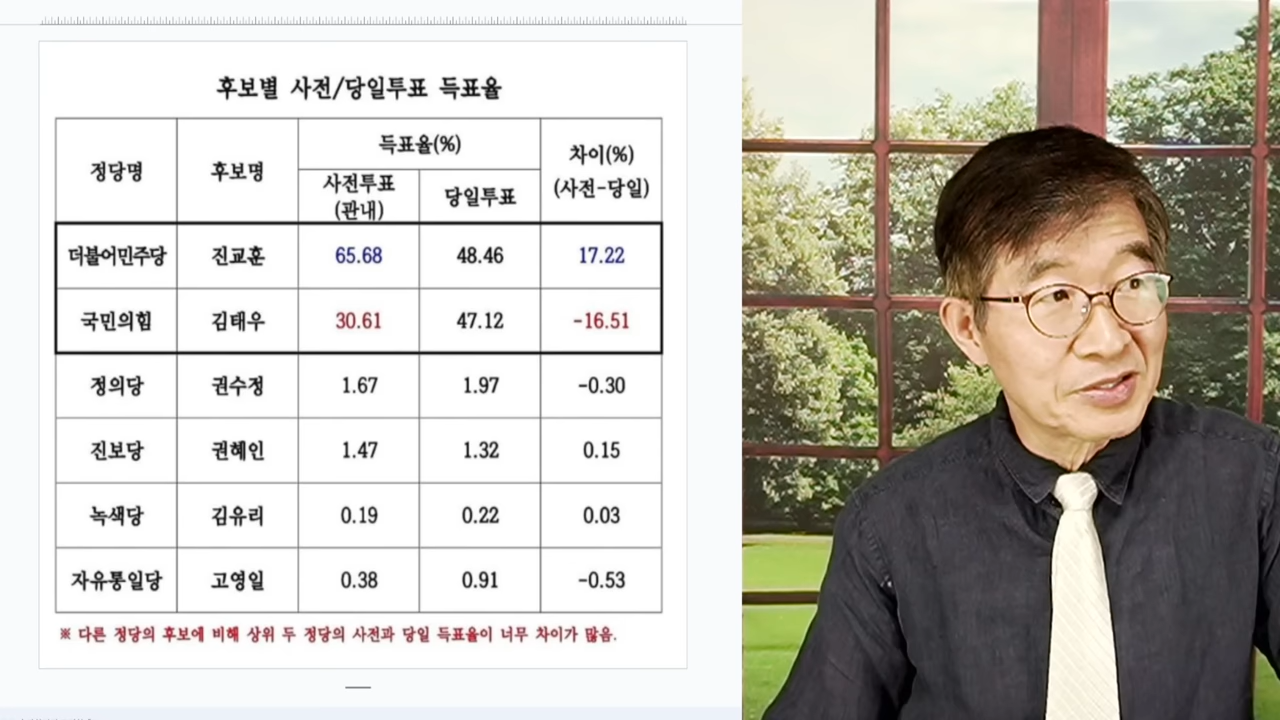 후보별 사전/당일투표 득표율
정당명 후보명 득표율(%) 차이(%)
(사전-당일)
사전투표
(관내) 당일투표
더불어민주당 진교훈 65.68 48.46 17.22
국민의힘 김태우 30.61 47.12 -16.51
정의당 권수정 1.67 1.97 -0.30
진보당 권혜인 1.47 1.32 0.15
녹색당 김유리 0.19 0.22 0.03
자유통일당 고영일 0.38 0.91 -0.53
※ 다른 정당의 후보에 비해 상위 두 정당의 사전과 당일 득표율이 너무 차이가 많음.